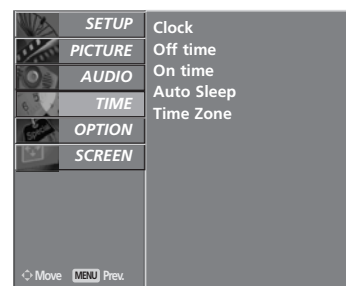 SETUP
PICTURE
AUDIO
TIME
OPTION
SCREEN
Clock
Off time
On time
Auto Sleep
Time Zone
Move MENU Prev.